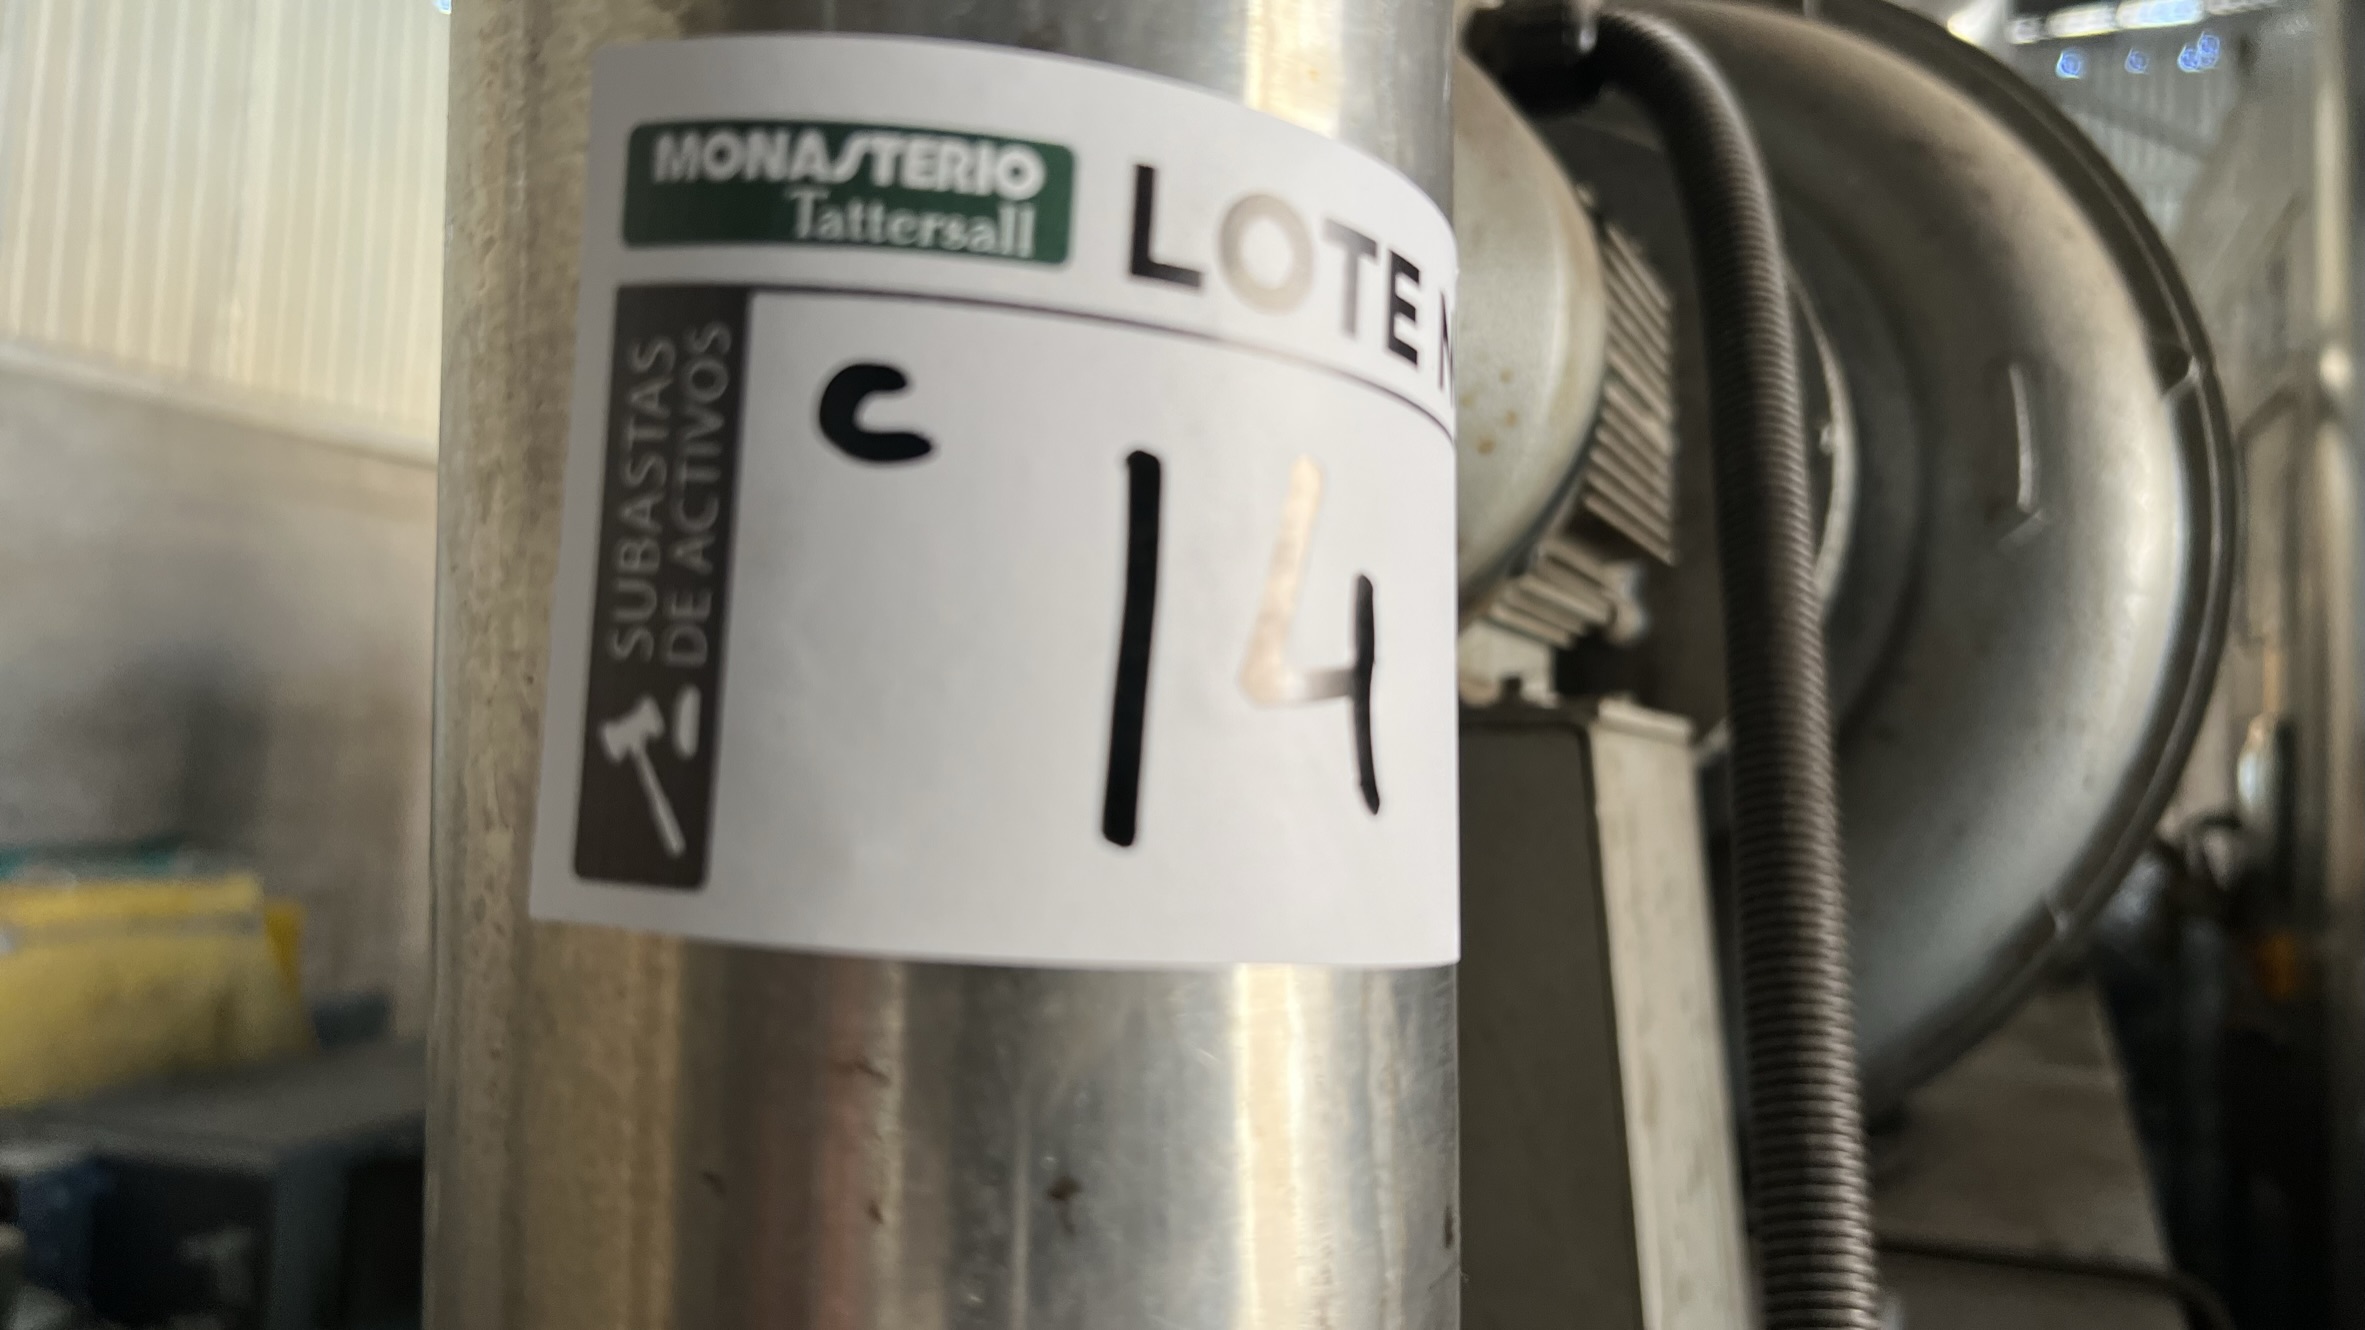 MONASTERIO
Tattersall
LOTE N
SUBASTAS
DE ACTIVOS
C
14